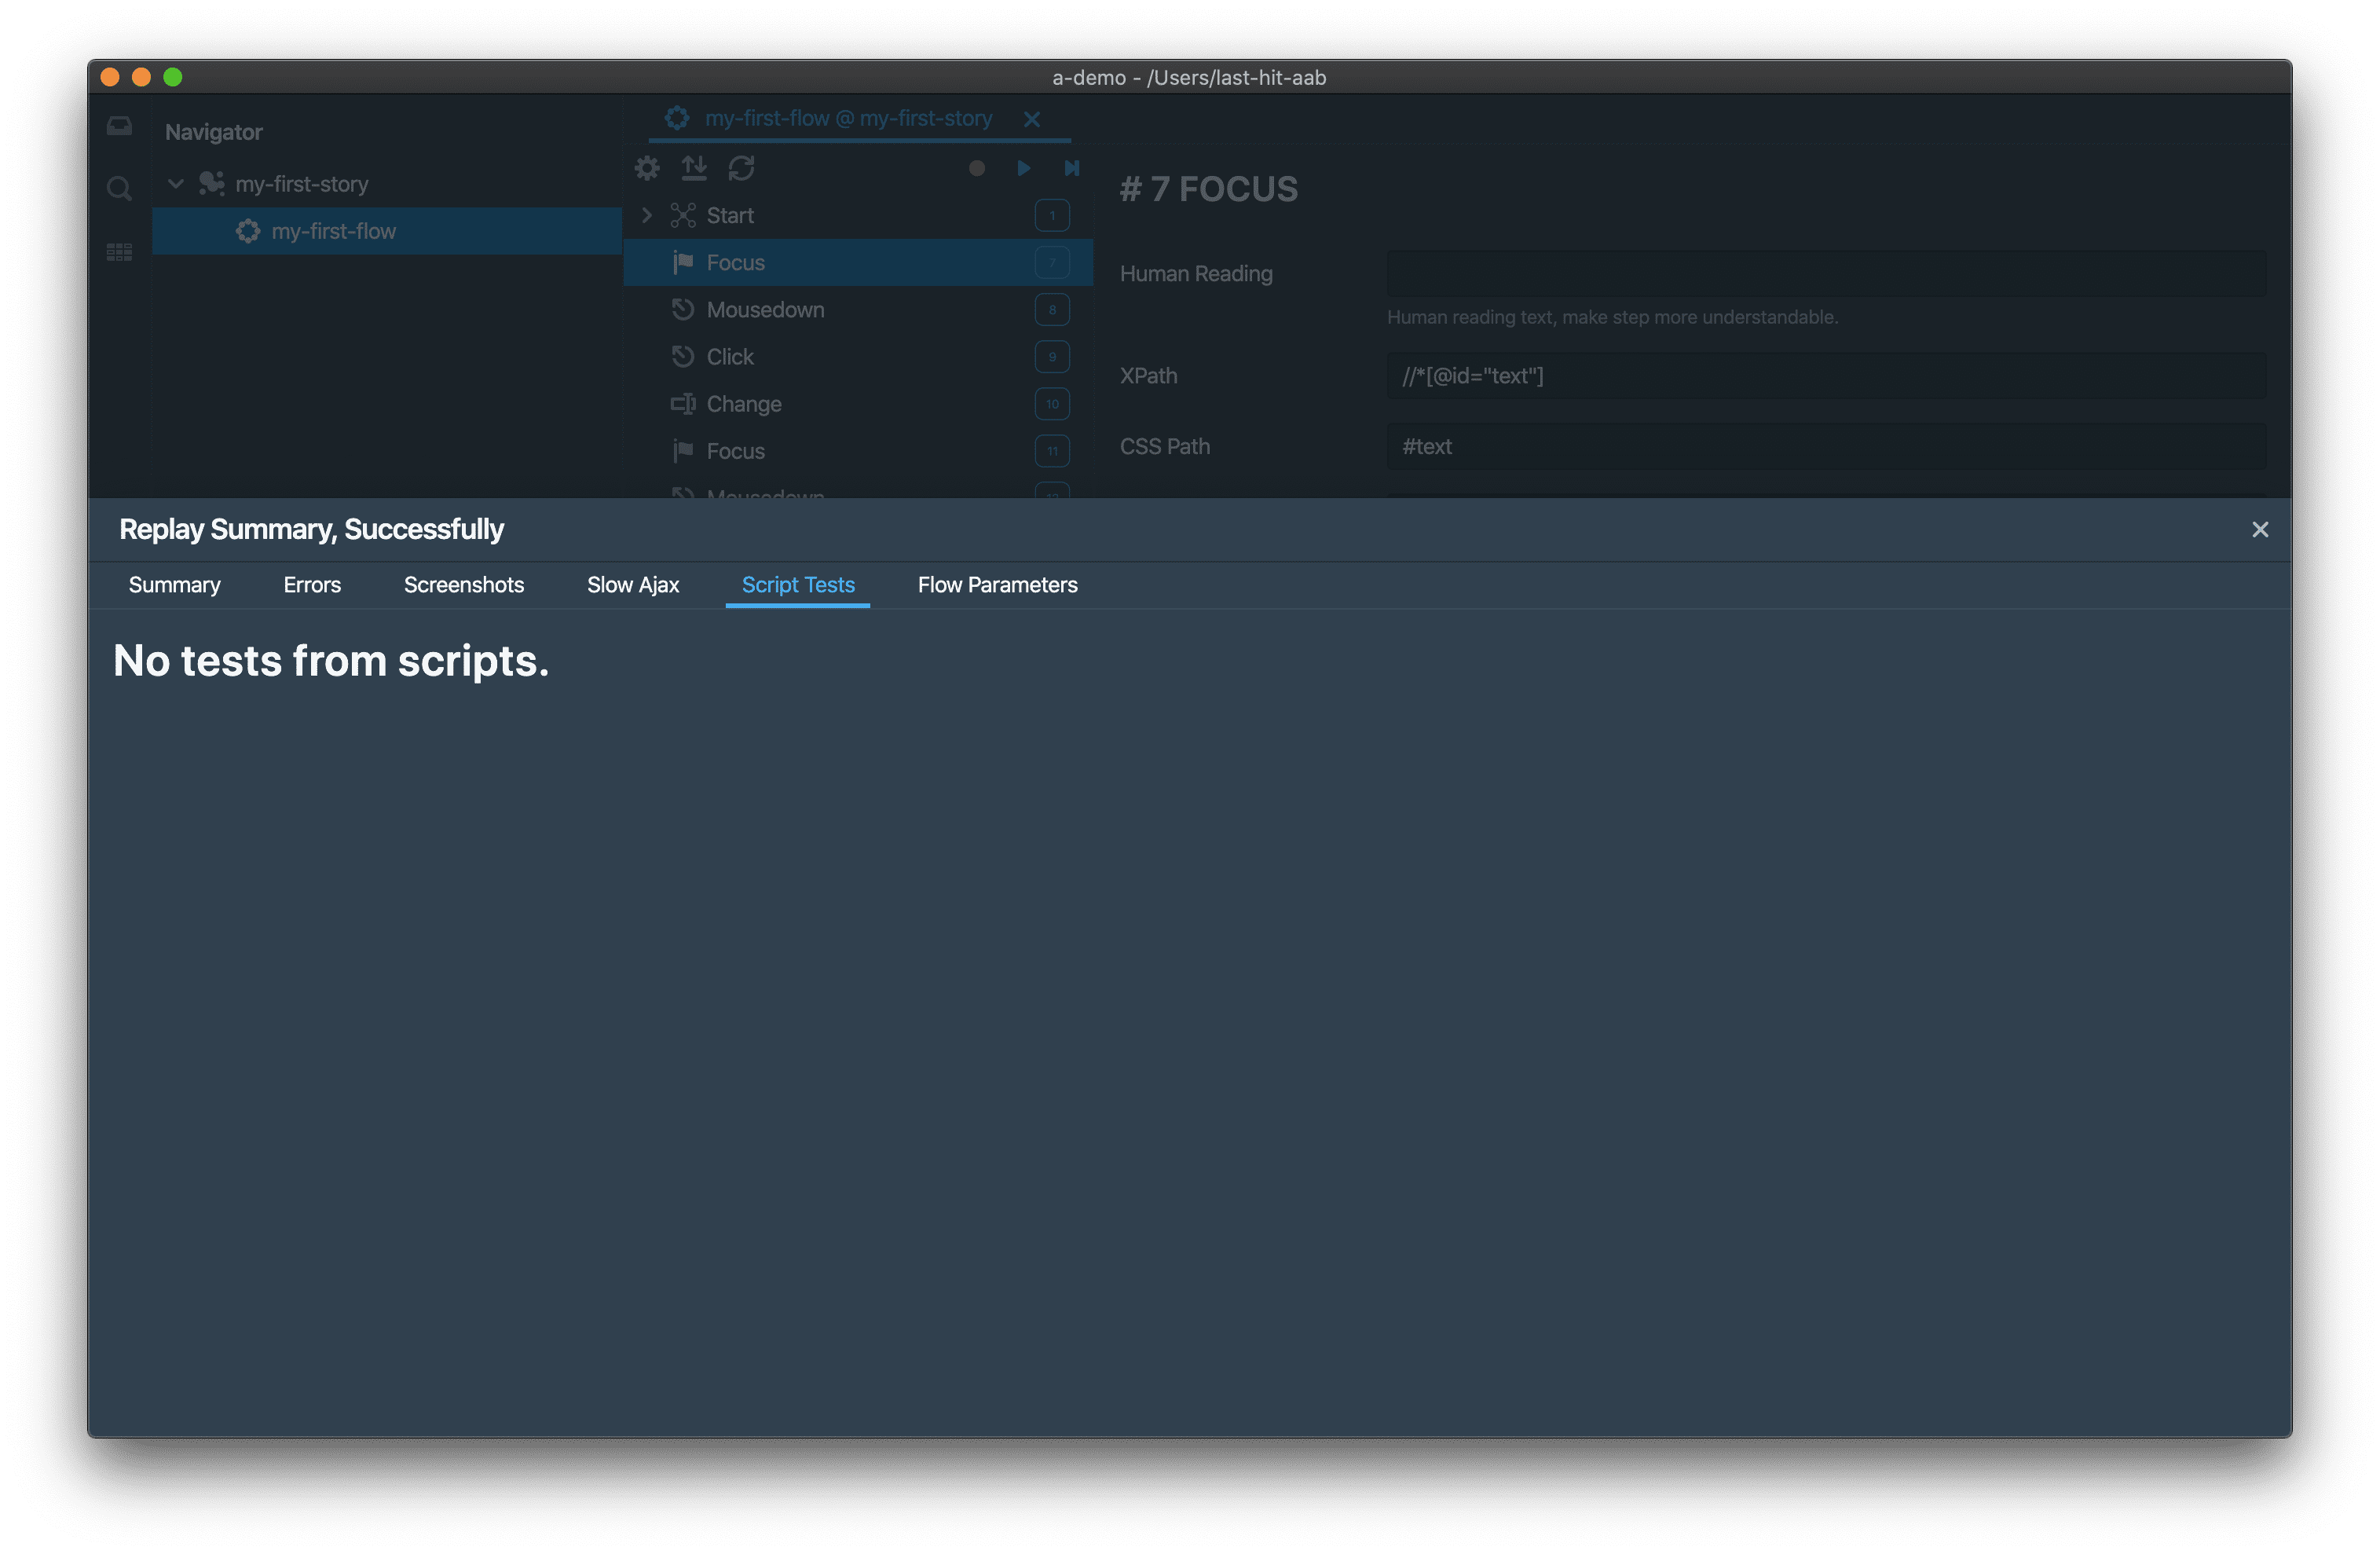 a-demo - /Users/last-hit-aab
Navigator
my-first-story
my-first-flow
my-first-flow @ my-first-story
Start 1
Focus 7
Mousedown 8
Click 9
Change 10
Focus 11
Mousedown 12
# 7 FOCUS
Human Reading
Human reading text, make step more understandable.
XPath //*[@id="text"]
CSS Path #text
Replay Summary, Successfully
Summary Errors Screenshots Slow Ajax Script Tests Flow Parameters
No tests from scripts.